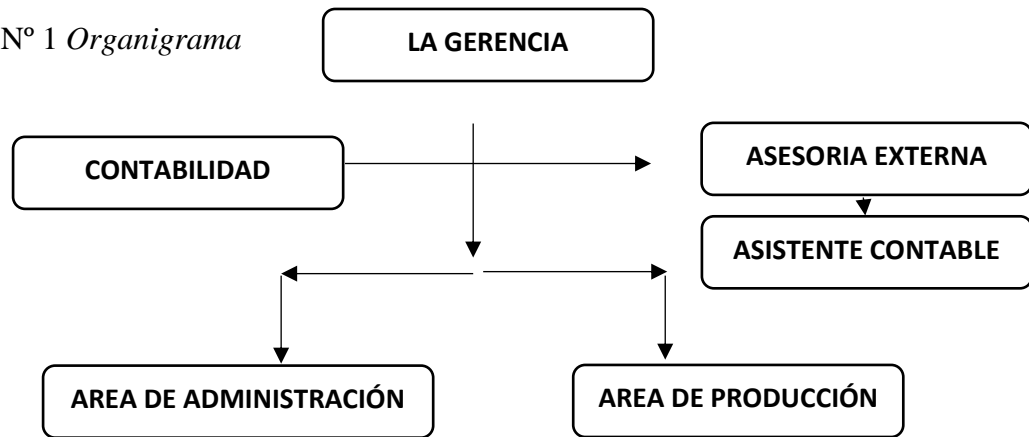 Nº 1 Organigrama
LA GERENCIA
CONTABILIDAD
ASESORIA EXTERNA
ASISTENTE CONTABLE
AREA DE ADMINISTRACIÓN
AREA DE PRODUCCIÓN